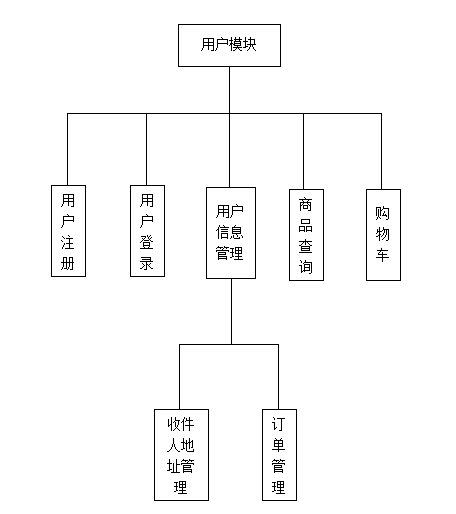 用户模块
用
户
注
册
用
户
登
录
用户
信息
管理
商
品
查
询
购
物
车
收件
人地
址管
理
订
单
管
理